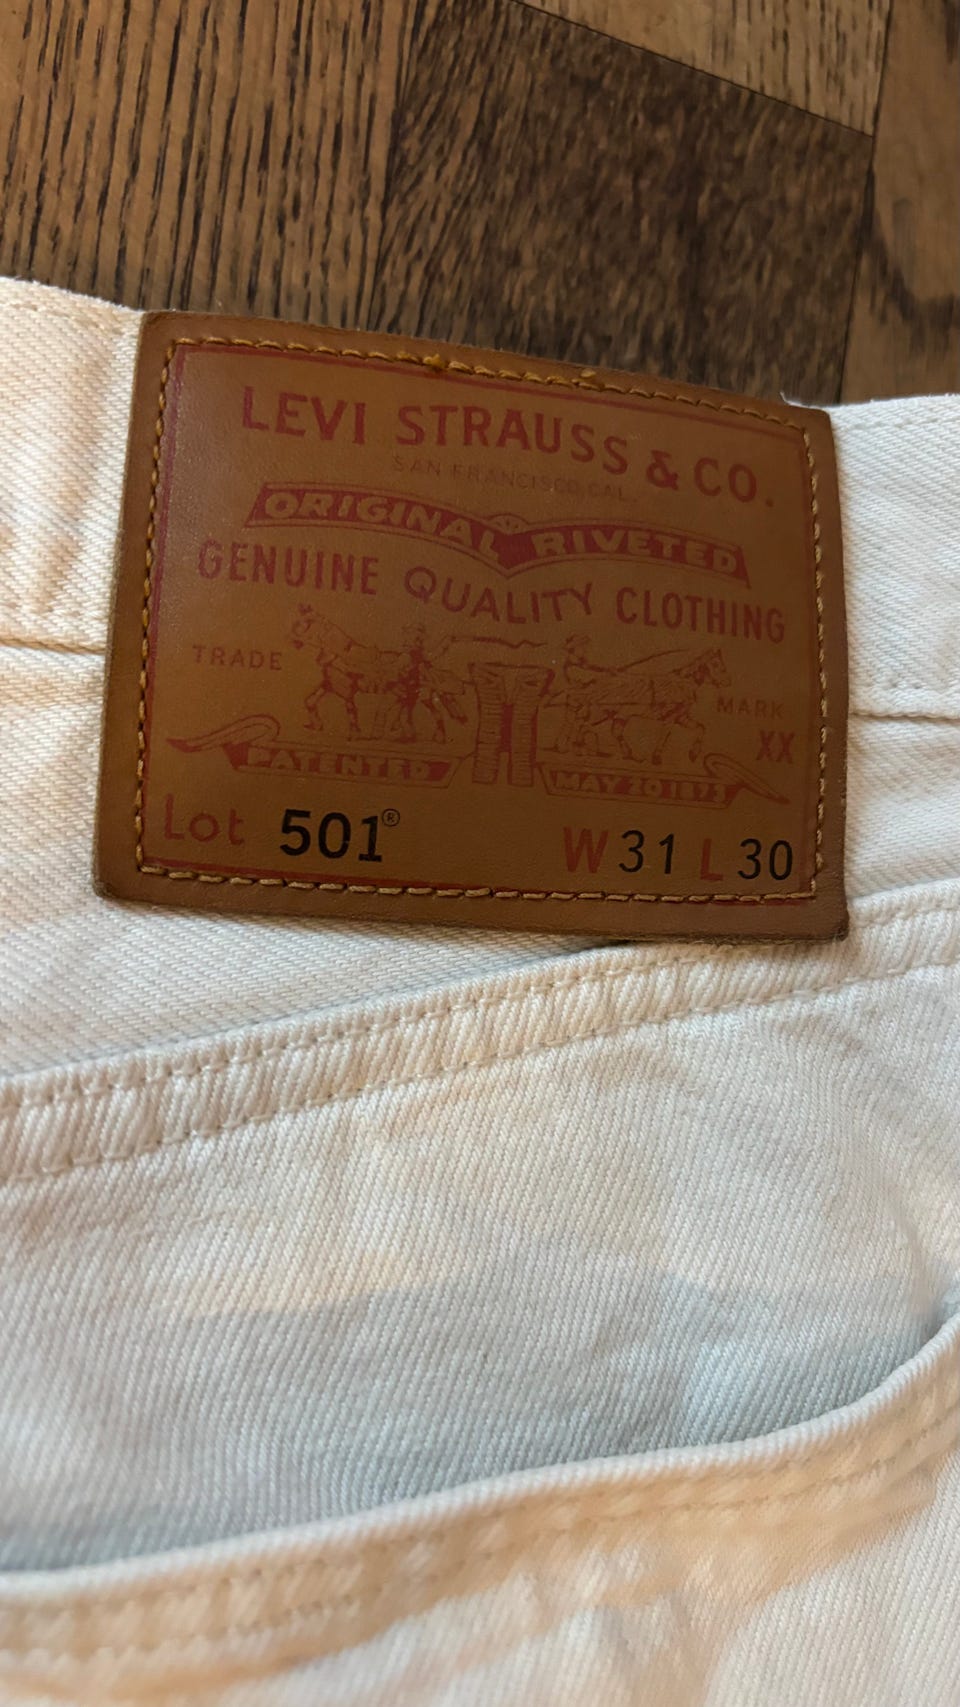 LEVI STRAUSS & CO.
SAN FRANCISCO, CAL.
ORIGINAL RIVETED
GENUINE QUALITY CLOTHING
TRADE MARK
XX
PATENTED MAY 20 1873
Lot 501® W 31 L 30